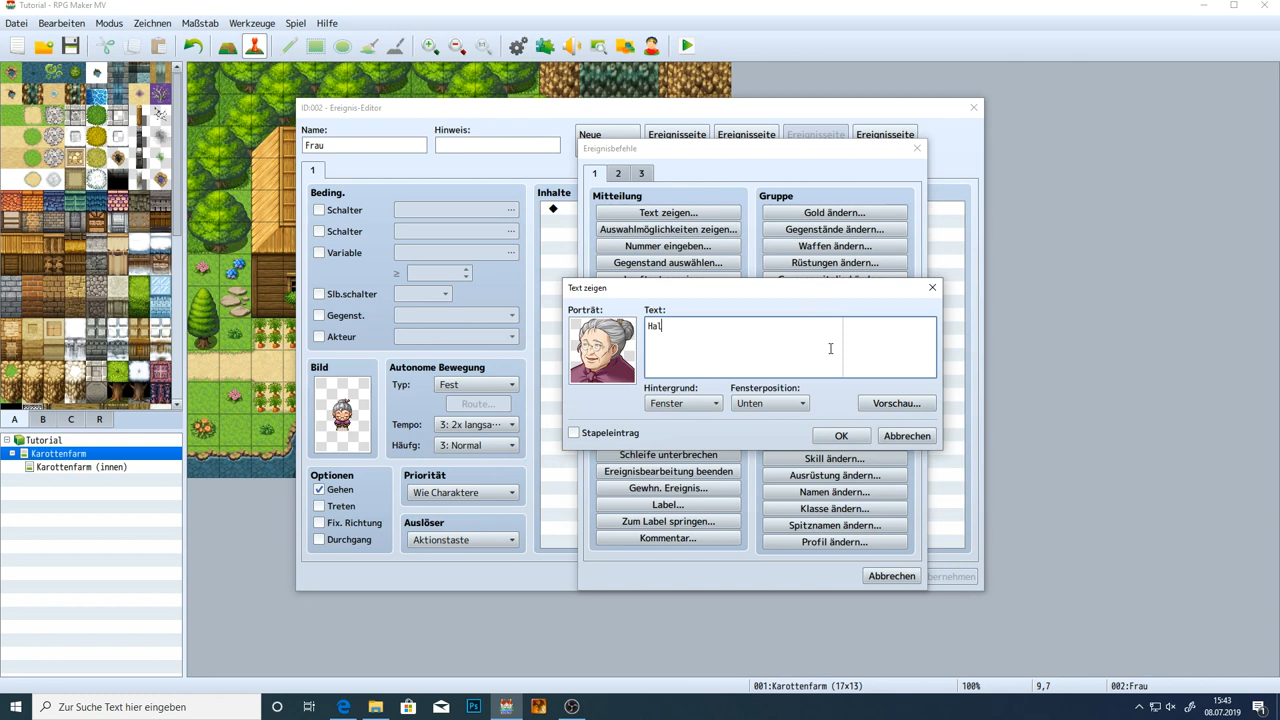 Tutorial - RPG Maker MV
Datei Bearbeiten Modus Zeichnen Maßstab Werkzeuge Spiel Hilfe
ID:002 - Ereignis-Editor
Name: Hinweis:
Frau
Neue Ereignisseite Ereignisseite Ereignisseite Ereignisseite
Ereignisbefehle
1
1 2 3
Beding.
Inhalte
Mitteilung Gruppe
Schalter ...
Text zeigen... Gold ändern...
Schalter ...
Auswahlmöglichkeiten zeigen... Gegenstände ändern...
Variable ...
Nummer eingeben... Waffen ändern...
Gegenstand auswählen... Rüstungen ändern...
≥
Slb.schalter
Gegenst.
Akteur
Text zeigen
Porträt: Text:
Hal
Hintergrund: Fensterposition:
Fenster Unten Vorschau...
Stapeleintrag OK Abbrechen
Bild
Autonome Bewegung
Typ: Fest
Route...
Tempo: 3: 2x langsa...
Häufg: 3: Normal
Optionen
Gehen
Treten
Fix. Richtung
Durchgang
Priorität
Wie Charaktere
Auslöser
Aktionstaste
Schleife unterbrechen Skill ändern...
Ereignisbearbeitung beenden Ausrüstung ändern...
Gewhn. Ereignis... Namen ändern...
Label... Klasse ändern...
Zum Label springen... Spitznamen ändern...
Kommentar... Profil ändern...
Abbrechen
A B C R
Tutorial
Karottenfarm
Karottenfarm (innen)
001:Karottenfarm (17×13) 100% 9,7 002:Frau
Zur Suche Text hier eingeben
15:43
08.07.2019